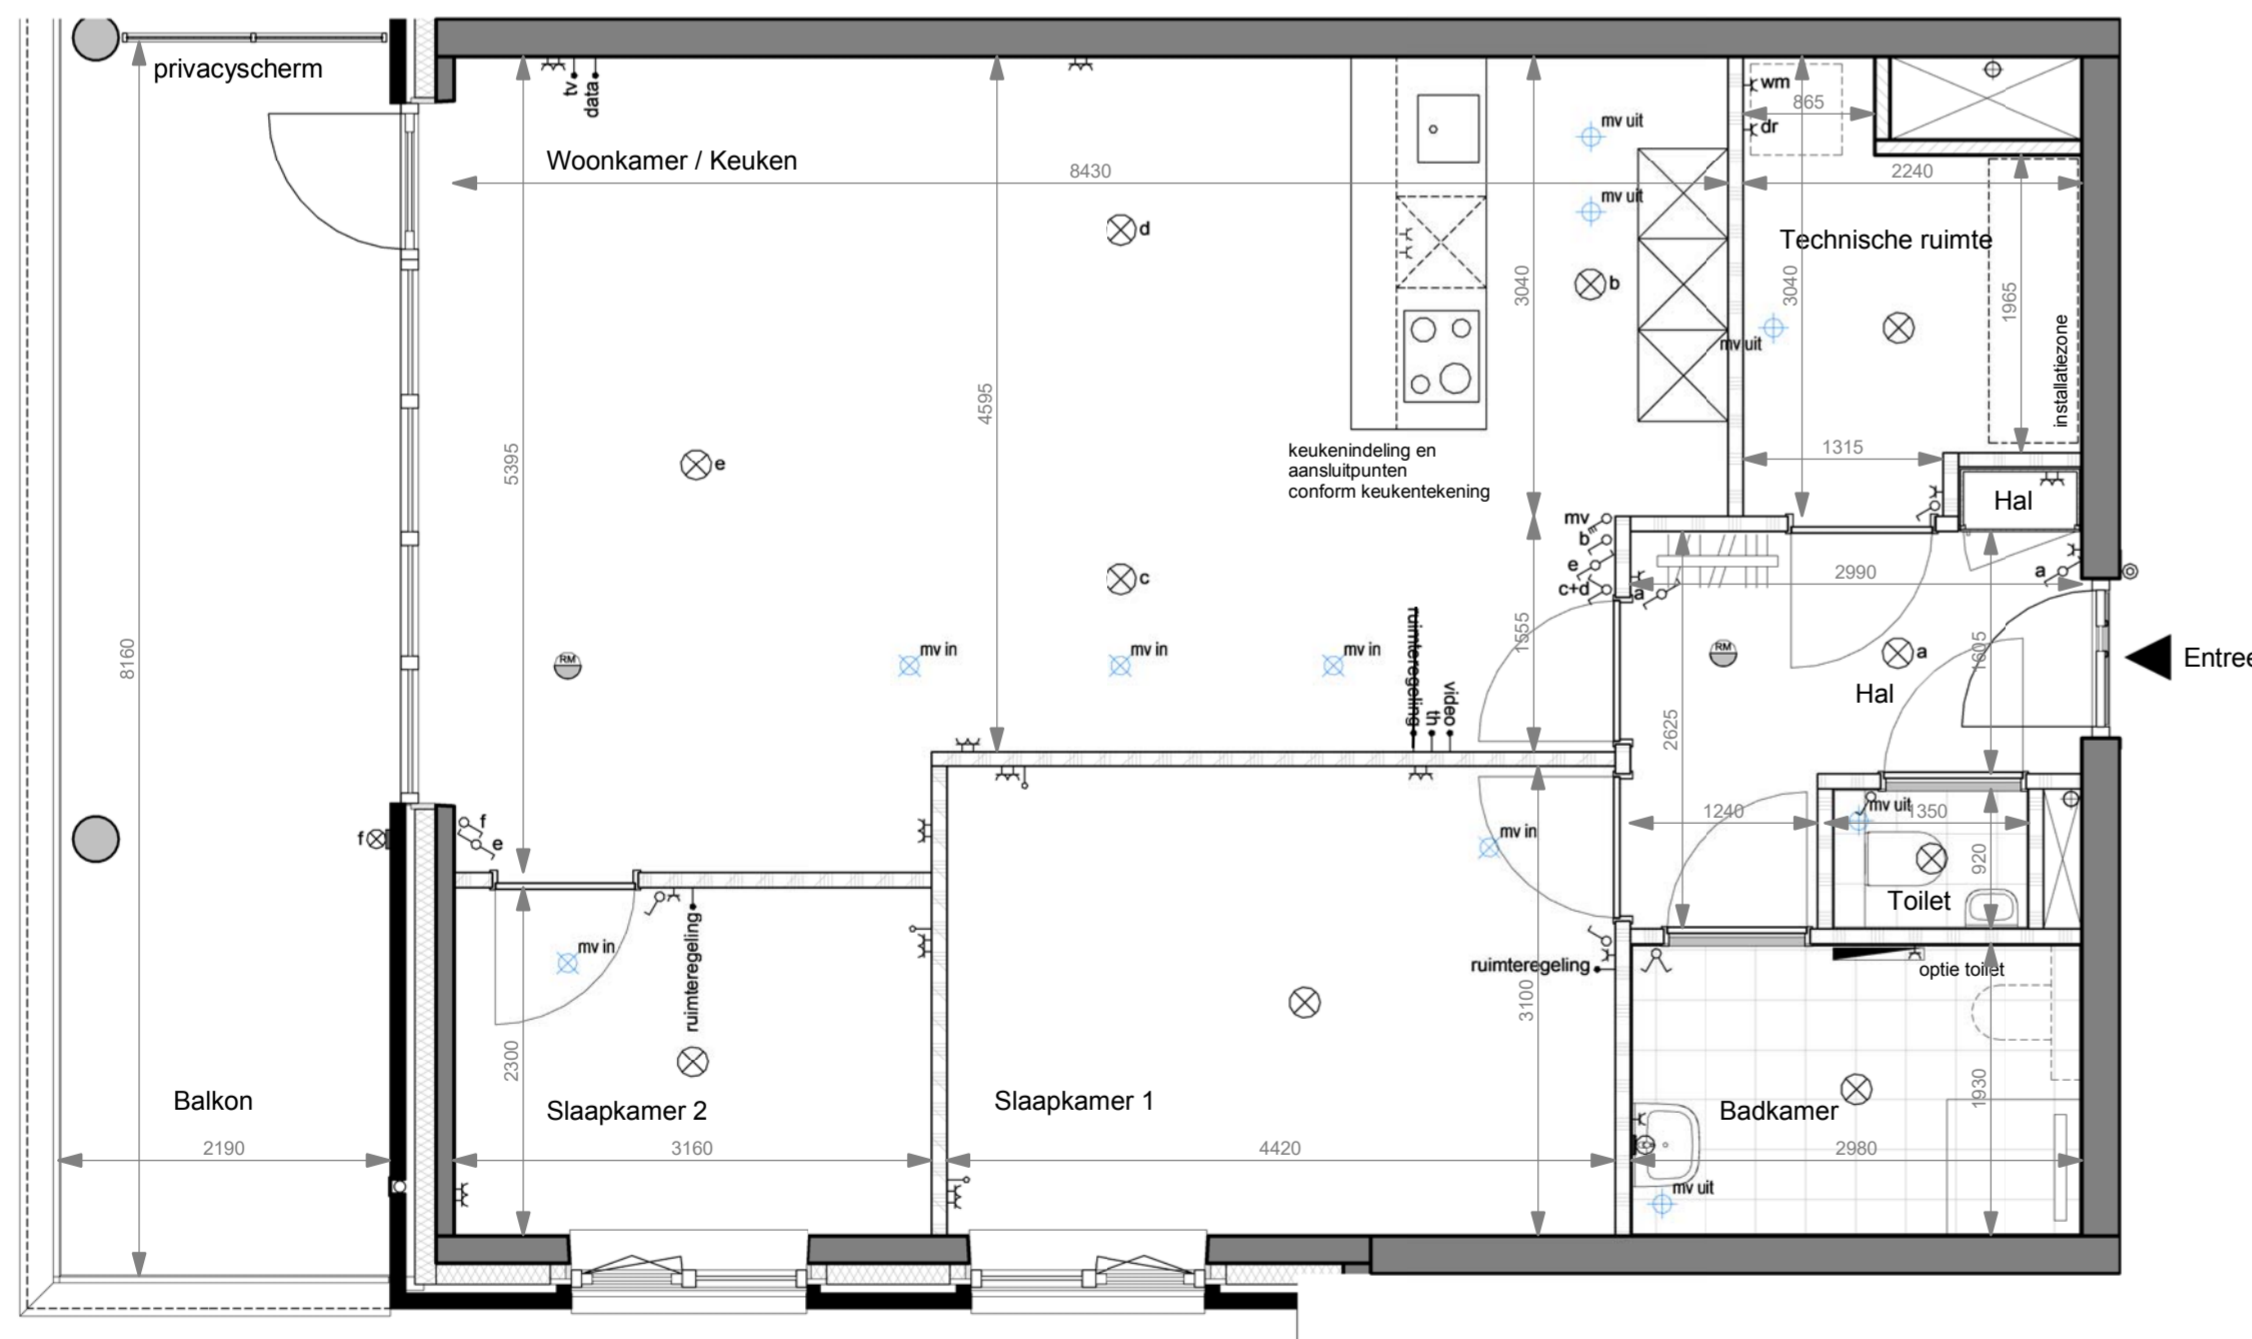 privacyscherm
tv
data
wm
865
dr
mv uit
Woonkamer / Keuken
8430
2240
mv uit
d
Technische ruimte
b
3040
3040
1965
mv uit
installatiezone
4595
5395
e
keukenindeling en
aansluitpunten
conform keukentekening
1315
Hal
mv
b
e
c+d
a
2990
a
c
ruimteregeling
1555
1605
8160
RM
mv in
mv in
mv in
RM
a
Entree
Hal
video
th
2625
f
f
e
mv in
1240
mv uit
1350
920
Toilet
mv in
ruimteregeling
ruimteregeling
optie toilet
3100
2300
1930
Balkon
Slaapkamer 2
Slaapkamer 1
Badkamer
2190
3160
4420
2980
mv uit